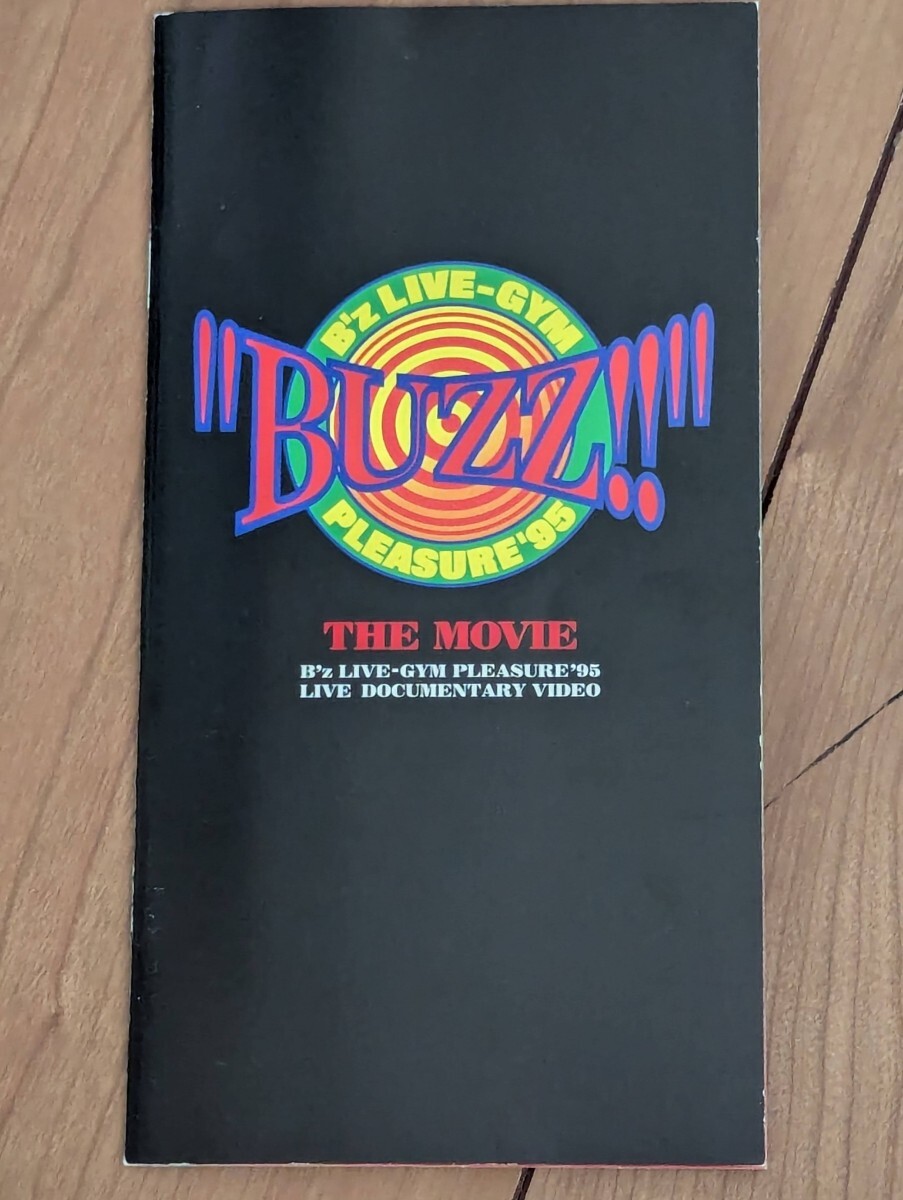 B'z LIVE-GYM
"BUZZ!!"
PLEASURE'95
THE MOVIE
B'z LIVE-GYM PLEASURE'95
LIVE DOCUMENTARY VIDEO